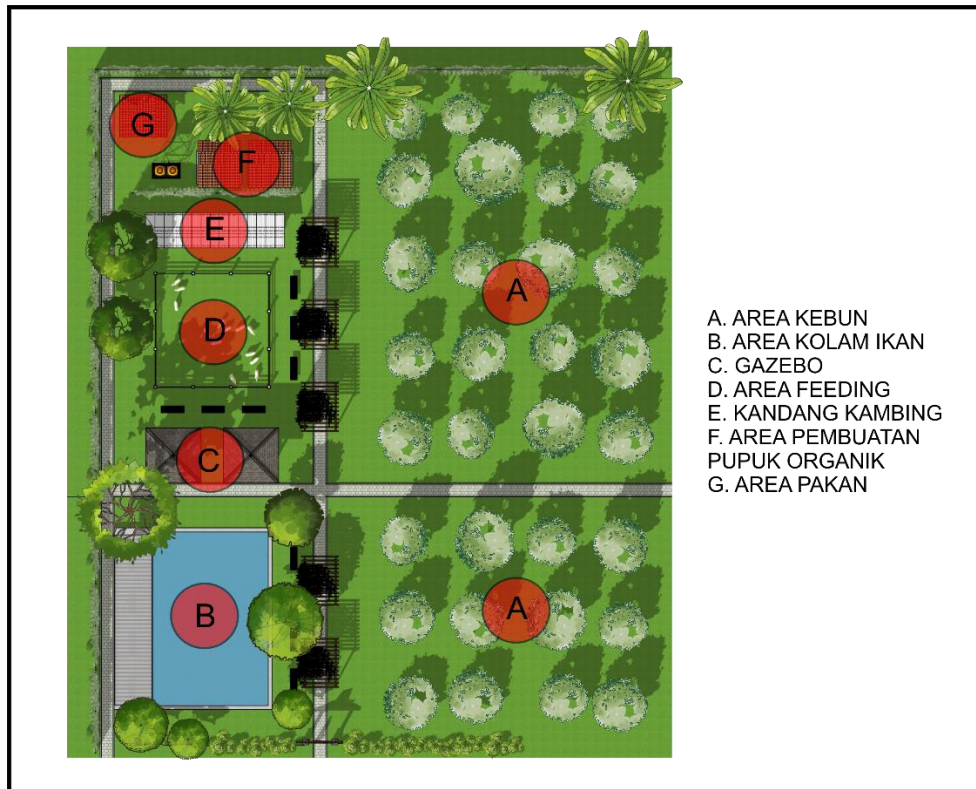 G
F
E
A
D
C
B
A
A. AREA KEBUN
B. AREA KOLAM IKAN
C. GAZEBO
D. AREA FEEDING
E. KANDANG KAMBING
F. AREA PEMBUATAN
PUPUK ORGANIK
G. AREA PAKAN